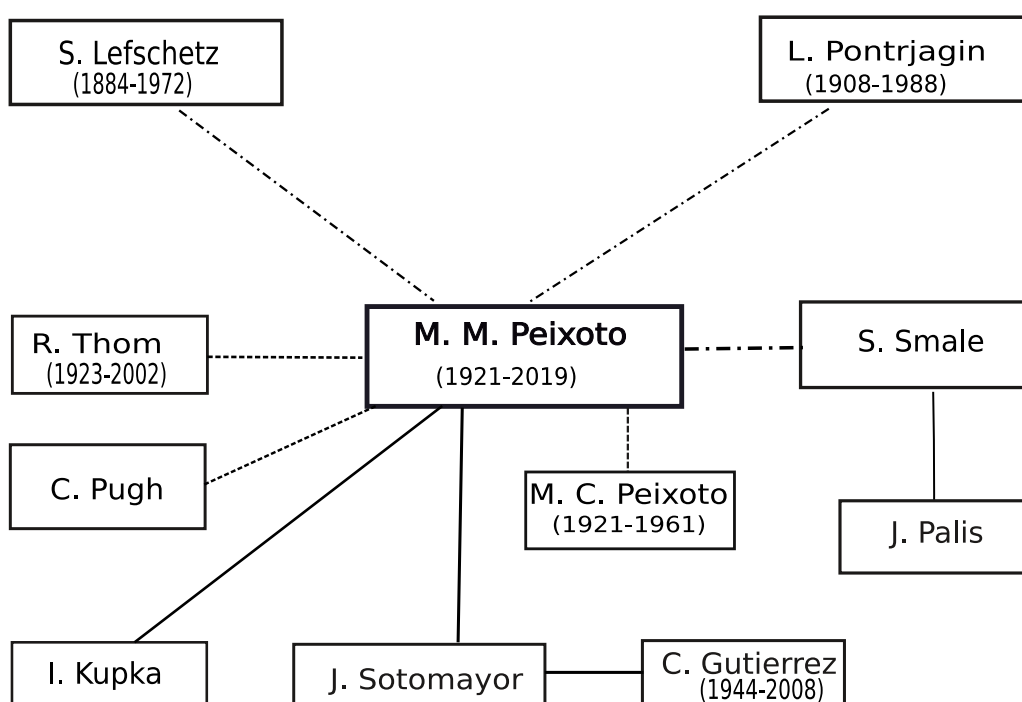 S. Lefschetz
(1884-1972)
L. Pontrjagin
(1908-1988)
R. Thom
(1923-2002)
M. M. Peixoto
(1921-2019)
S. Smale
C. Pugh
M. C. Peixoto
(1921-1961)
J. Palis
I. Kupka
J. Sotomayor
C. Gutierrez
(1944-2008)